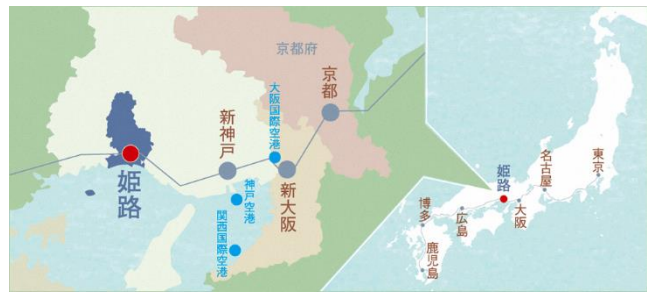 京都府
京都
大阪国際空港
新神戸
姫路
新大阪
神戸空港
関西国際空港
姫路
名古屋
東京
博多
広島
大阪
鹿児島